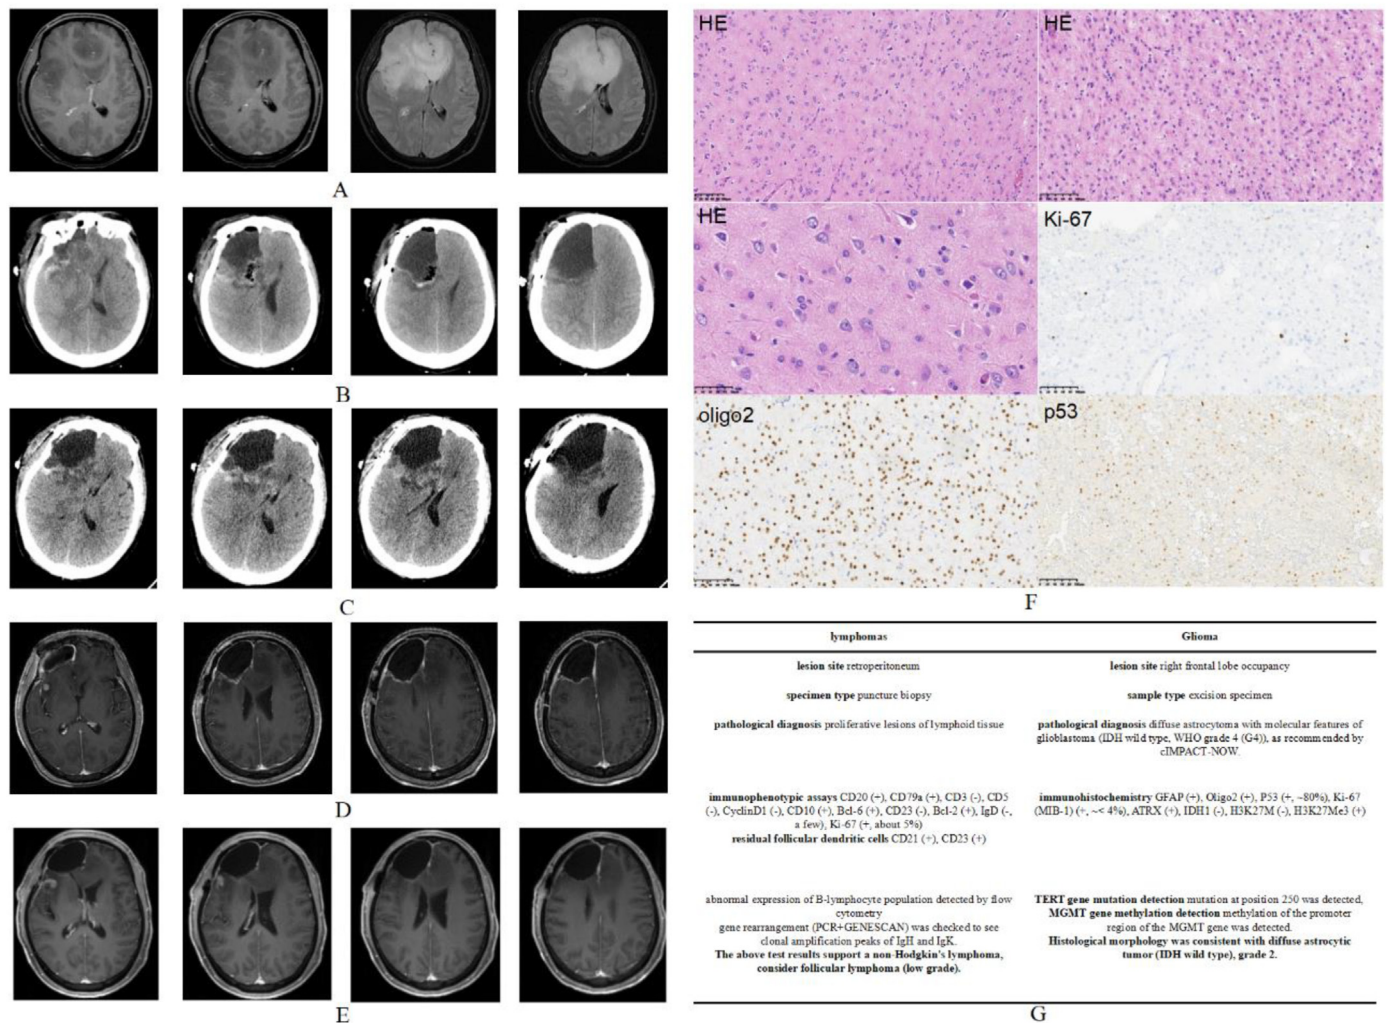 A
B
C
D
E
HE
HE
HE
Ki-67
oligo2
p53
F
lymphomas
Glioma
lesion site retroperitoneum
lesion site right frontal lobe occupancy
specimen type puncture biopsy
sample type excision specimen
pathological diagnosis proliferative lesions of lymphoid tissue
pathological diagnosis diffuse astrocytoma with molecular features of
glioblastoma (IDH wild type, WHO grade 4 (G4)), as recommended by
cIMPACT-NOW.
immunophenotypic assays CD20 (+), CD79a (+), CD3 (-), CD5
(-), CyclinD1 (-), CD10 (+), Bcl-6 (+), CD23 (-), Bcl-2 (+), IgD (-,
a few), Ki-67 (+, about 5%)
residual follicular dendritic cells CD21 (+), CD23 (+)
immunohistochemistry GFAP (+), Oligo2 (+), P53 (+, ~80%), Ki-67
(MIB-1) (+, ~< 4%), ATRX (+), IDH1 (-), H3K27M (-), H3K27Me3 (+)
abnormal expression of B-lymphocyte population detected by flow
cytometry
gene rearrangement (PCR+GENESCAN) was checked to see
clonal amplification peaks of IgH and IgK.
The above test results support a non-Hodgkin's lymphoma,
consider follicular lymphoma (low grade).
TERT gene mutation detection mutation at position 250 was detected,
MGMT gene methylation detection methylation of the promoter
region of the MGMT gene was detected.
Histological morphology was consistent with diffuse astrocytic
tumor (IDH wild type), grade 2.
G